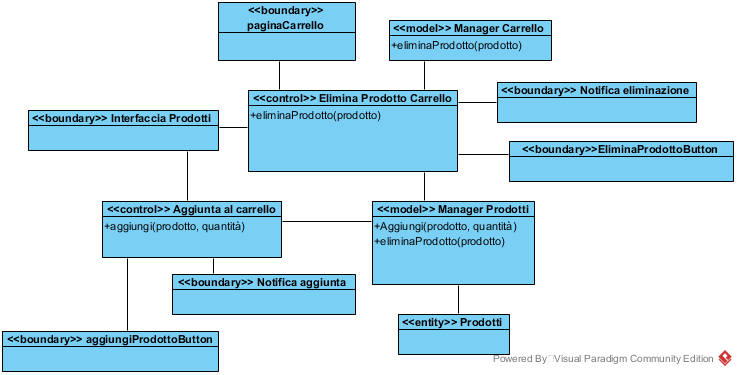 <<boundary>>
paginaCarrello
<<model>> Manager Carrello
+eliminaProdotto(prodotto)
<<control>> Elimina Prodotto Carrello
+eliminaProdotto(prodotto)
<<boundary>> Notifica eliminazione
<<boundary>> Interfaccia Prodotti
<<boundary>>EliminaProdottoButton
<<control>> Aggiunta al carrello
+aggiungi(prodotto, quantità)
<<model>> Manager Prodotti
+Aggiungi(prodotto, quantità)
+eliminaProdotto(prodotto)
<<boundary>> Notifica aggiunta
<<entity>> Prodotti
<<boundary>> aggiungiProdottoButton
Powered By Visual Paradigm Community Edition